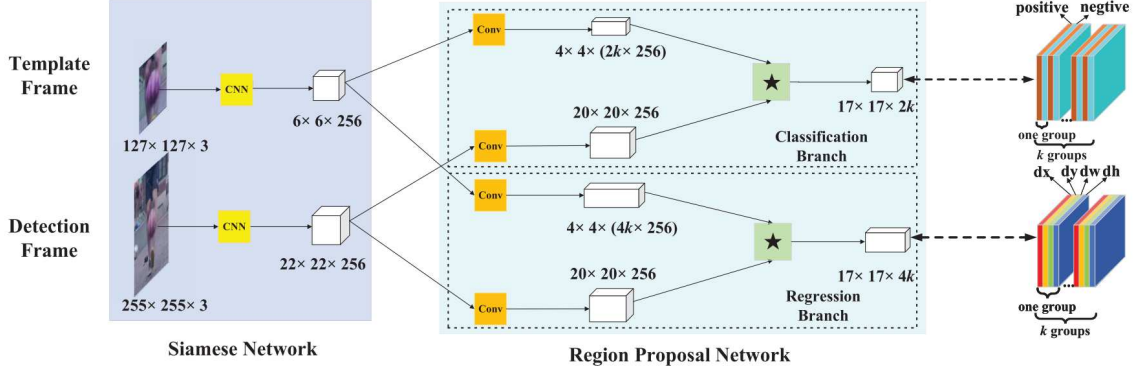 positive negtive
Conv
4× 4× (2k× 256)
Template
Frame
CNN
6× 6× 256
★
17× 17× 2k
127× 127× 3
20× 20× 256
Conv
Classification
Branch
one group
...
k groups
dx dy dw dh
Conv
4× 4× (4k× 256)
Detection
Frame
CNN
22× 22× 256
★
17× 17× 4k
255× 255× 3
20× 20× 256
Conv
Regression
Branch
one group
...
k groups
Siamese Network
Region Proposal Network